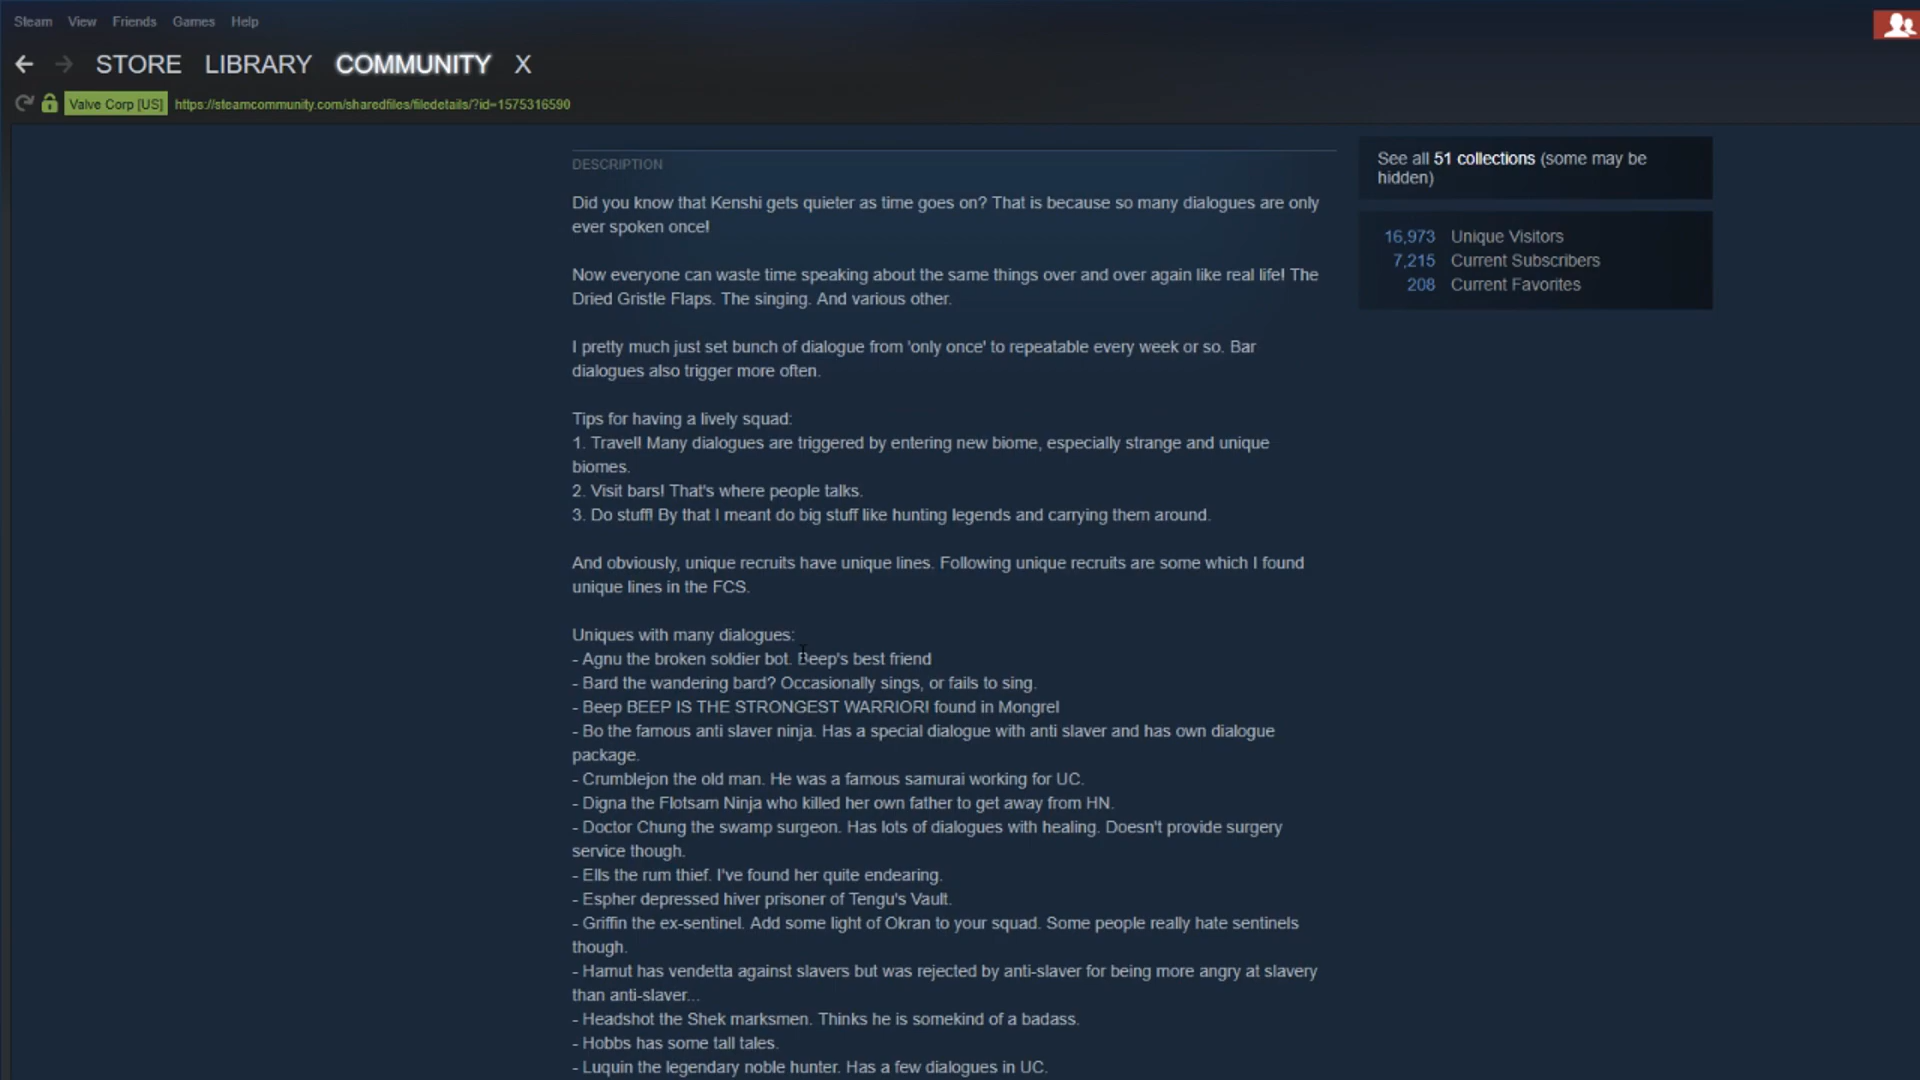 Steam View Friends Games Help
STORE LIBRARY COMMUNITY X
Valve Corp [US] https://steamcommunity.com/sharedfiles/filedetails/?id=1575316590
DESCRIPTION
Did you know that Kenshi gets quieter as time goes on? That is because so many dialogues are only
ever spoken once!
Now everyone can waste time speaking about the same things over and over again like real life! The
Dried Gristle Flaps. The singing. And various other.
I pretty much just set bunch of dialogue from 'only once' to repeatable every week or so. Bar
dialogues also trigger more often.
Tips for having a lively squad:
1. Travel! Many dialogues are triggered by entering new biome, especially strange and unique
biomes.
2. Visit bars! That's where people talks.
3. Do stuff! By that I meant do big stuff like hunting legends and carrying them around.
And obviously, unique recruits have unique lines. Following unique recruits are some which I found
unique lines in the FCS.
Uniques with many dialogues:
- Agnu the broken soldier bot. Beep's best friend
- Bard the wandering bard? Occasionally sings, or fails to sing.
- Beep BEEP IS THE STRONGEST WARRIOR! found in Mongrel
- Bo the famous anti slaver ninja. Has a special dialogue with anti slaver and has own dialogue
package.
- Crumblejon the old man. He was a famous samurai working for UC.
- Digna the Flotsam Ninja who killed her own father to get away from HN.
- Doctor Chung the swamp surgeon. Has lots of dialogues with healing. Doesn't provide surgery
service though.
- Ells the rum thief. I've found her quite endearing.
- Espher depressed hiver prisoner of Tengu's Vault.
- Griffin the ex-sentinel. Add some light of Okran to your squad. Some people really hate sentinels
though.
- Hamut has vendetta against slavers but was rejected by anti-slaver for being more angry at slavery
than anti-slaver...
- Headshot the Shek marksmen. Thinks he is somekind of a badass.
- Hobbs has some tall tales.
- Luquin the legendary noble hunter. Has a few dialogues in UC.
See all 51 collections (some may be
hidden)
16,973 Unique Visitors
7,215 Current Subscribers
208 Current Favorites